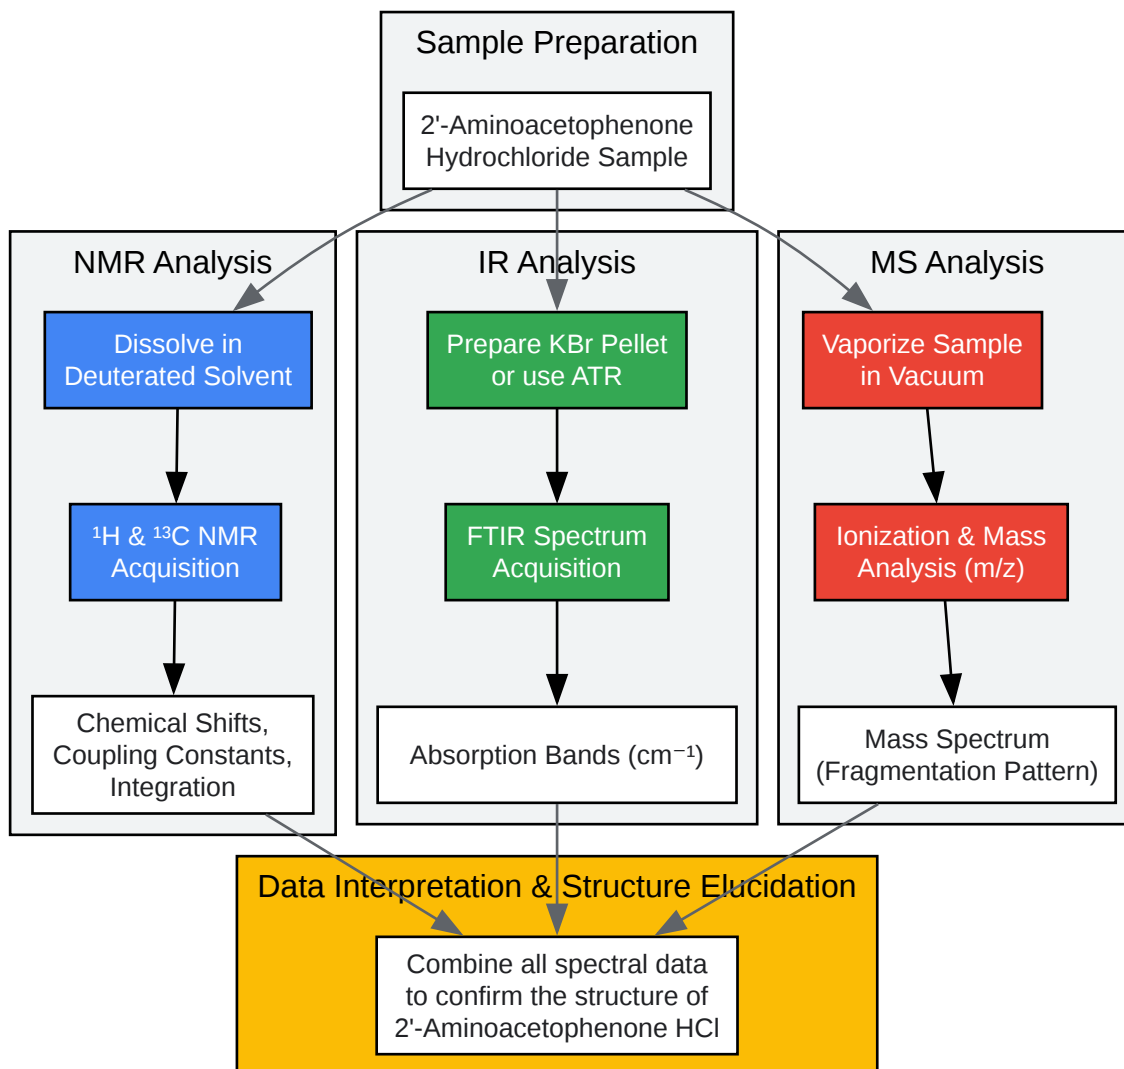 Sample Preparation
2'-Aminoacetophenone
Hydrochloride Sample
NMR Analysis
Dissolve in
Deuterated Solvent
¹H & ¹³C NMR
Acquisition
Chemical Shifts,
Coupling Constants,
Integration
IR Analysis
Prepare KBr Pellet
or use ATR
FTIR Spectrum
Acquisition
Absorption Bands (cm⁻¹)
MS Analysis
Vaporize Sample
in Vacuum
Ionization & Mass
Analysis (m/z)
Mass Spectrum
(Fragmentation Pattern)
Data Interpretation & Structure Elucidation
Combine all spectral data
to confirm the structure of
2'-Aminoacetophenone HCl